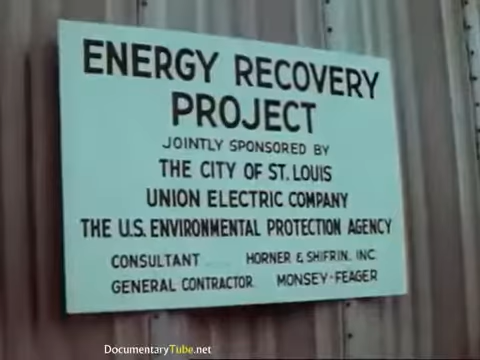 ENERGY RECOVERY
PROJECT
JOINTLY SPONSORED BY
THE CITY OF ST. LOUIS
UNION ELECTRIC COMPANY
THE U.S. ENVIRONMENTAL PROTECTION AGENCY
CONSULTANT ...... HORNER & SHIFRIN, INC.
GENERAL CONTRACTOR MONSEY-FEAGER
DocumentaryTube.net